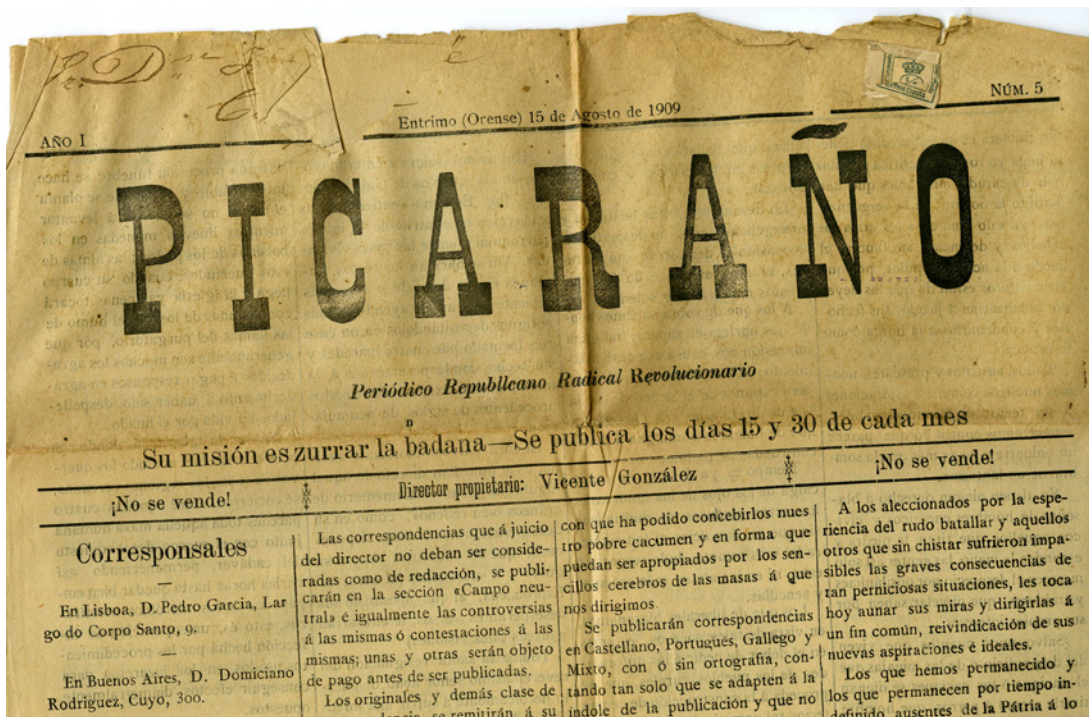 AÑO I
Entrimo (Orense) 15 de Agosto de 1909
NÚM. 5
PICARAÑO
Periódico Republlcano Radical Revolucionario
n
Su misión es zurrar la badana—Se publica los días 15 y 30 de cada mes
¡No se vende!
Director propietario: Vicente González
¡No se vende!
Corresponsales
En Lisboa, D. Pedro Garcia, Lar
go do Corpo Santo, 9.
En Buenos Aires, D. Domiciano
Rodriguez, Cuyo, 3oo.
Las correspondencias que á juicio
del director no deban ser conside-
radas como de redacción, se publi-
carán en la sección «Campo neu-
tral» é igualmente las controversias
á las mismas ó contestaciones á las
mismas; unas y otras serán objeto
de pago antes de ser publicadas.
Los originales y demás clase de
se remitirán á su
con que ha podido concebirlos nues
tro pobre cacumen y en forma que
puedan ser apropiados por los sen-
cillos cerebros de las masas á que
nos dirigimos.
Se publicarán correspondencias
en Castellano, Portugues, Gallego y
Mixto, con ó sin ortografía, con-
tando tan solo que se adapten á la
indole de la publicación y que no
A los aleccionados por la espe-
riencia del rudo batallar y aquellos
otros que sin chistar sufrieron impa-
sibles las graves consecuencias de
tan perniciosas situaciones, les toca
hoy aunar sus miras y dirigirlas á
un fin común, reivindicación de sus
nuevas aspiraciones é ideales.
Los que hemos permanecido y
los que permanecen por tiempo in-
definido ausentes de la Pátria á lo